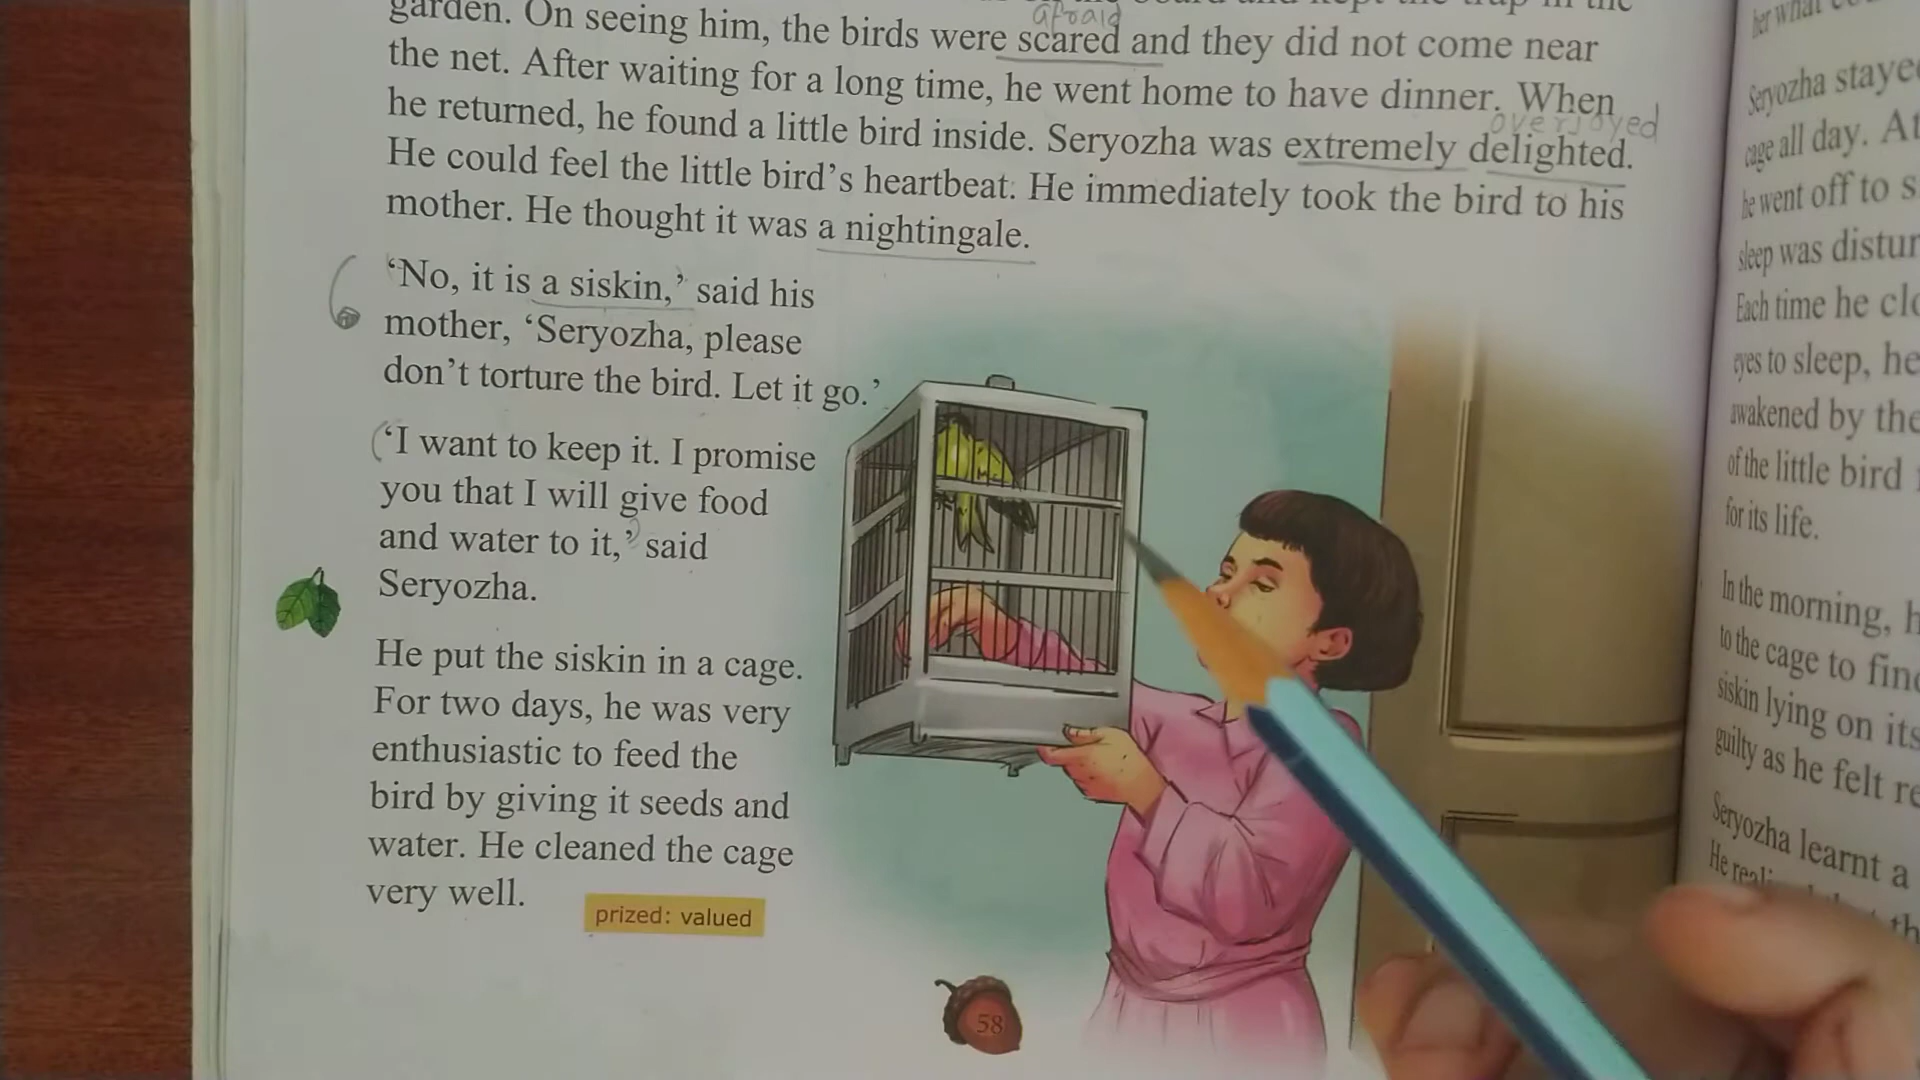 garden. On seeing him, the birds were scared and they did not come near
afraid
the net. After waiting for a long time, he went home to have dinner. When
he returned, he found a little bird inside. Seryozha was extremely delighted.
overjoyed
He could feel the little bird's heartbeat. He immediately took the bird to his
mother. He thought it was a nightingale.
‘No, it is a siskin,’ said his
mother, ‘Seryozha, please
don’t torture the bird. Let it go.’
‘I want to keep it. I promise
you that I will give food
and water to it,’ said
Seryozha.
He put the siskin in a cage.
For two days, he was very
enthusiastic to feed the
bird by giving it seeds and
water. He cleaned the cage
very well.
prized: valued
58
her what
Seryozha
cage all day.
he went off to
sleep was
Each time he
eyes to sleep, he
awakened by the
of the little bird
for its life.
In the morning,
to the cage to
siskin lying on its
guilty as he felt
Seryozha learnt a
He